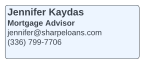 Jennifer Kaydas
Mortgage Advisor
jennifer@sharpeloans.com
(336) 799-7706